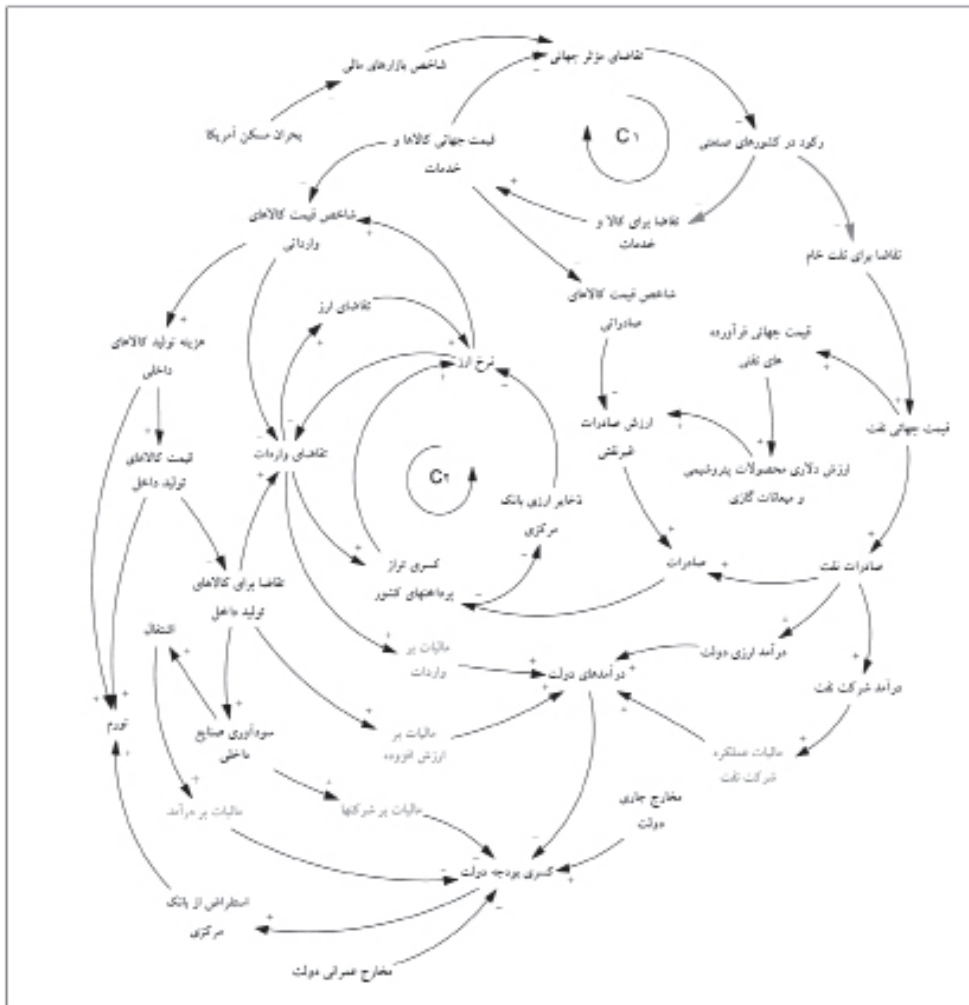 تقاضای مؤثر جهانی
شاخص بازارهای مالی
بحران مسکن آمریکا
قیمت جهانی کالاها و
خدمات
C۱
رکود در کشورهای صنعتی
تقاضا برای کالا و
خدمات
شاخص قیمت کالاهای
وارداتی
تقاضا برای نفت خام
شاخص قیمت کالاهای
صادراتی
تقاضای ارز
قیمت جهانی فرآورده
های نفتی
هزینه تولید کالاهای
داخلی
نرخ ارز
ارزش صادرات
غیرنفتی
قیمت جهانی نفت
تقاضای واردات
قیمت کالاهای
تولید داخل
C۲
ارزش دلاری محصولات پتروشیمی
و میعانات گازی
ذخایر ارزی بانک
مرکزی
کسری تراز
پرداختهای کشور
صادرات
صادرات نفت
تقاضا برای کالاهای
تولید داخل
اشتغال
مالیات بر
واردات
درآمدهای دولت
درآمد ارزی دولت
درآمد شرکت نفت
تورم
سودآوری صنایع
داخلی
مالیات بر
ارزش افزوده
مالیات عملکرد
شرکت نفت
مالیات بر درآمد
مالیات بر شرکتها
مخارج جاری
دولت
کسری بودجه دولت
استقراض از بانک
مرکزی
مخارج عمرانی دولت